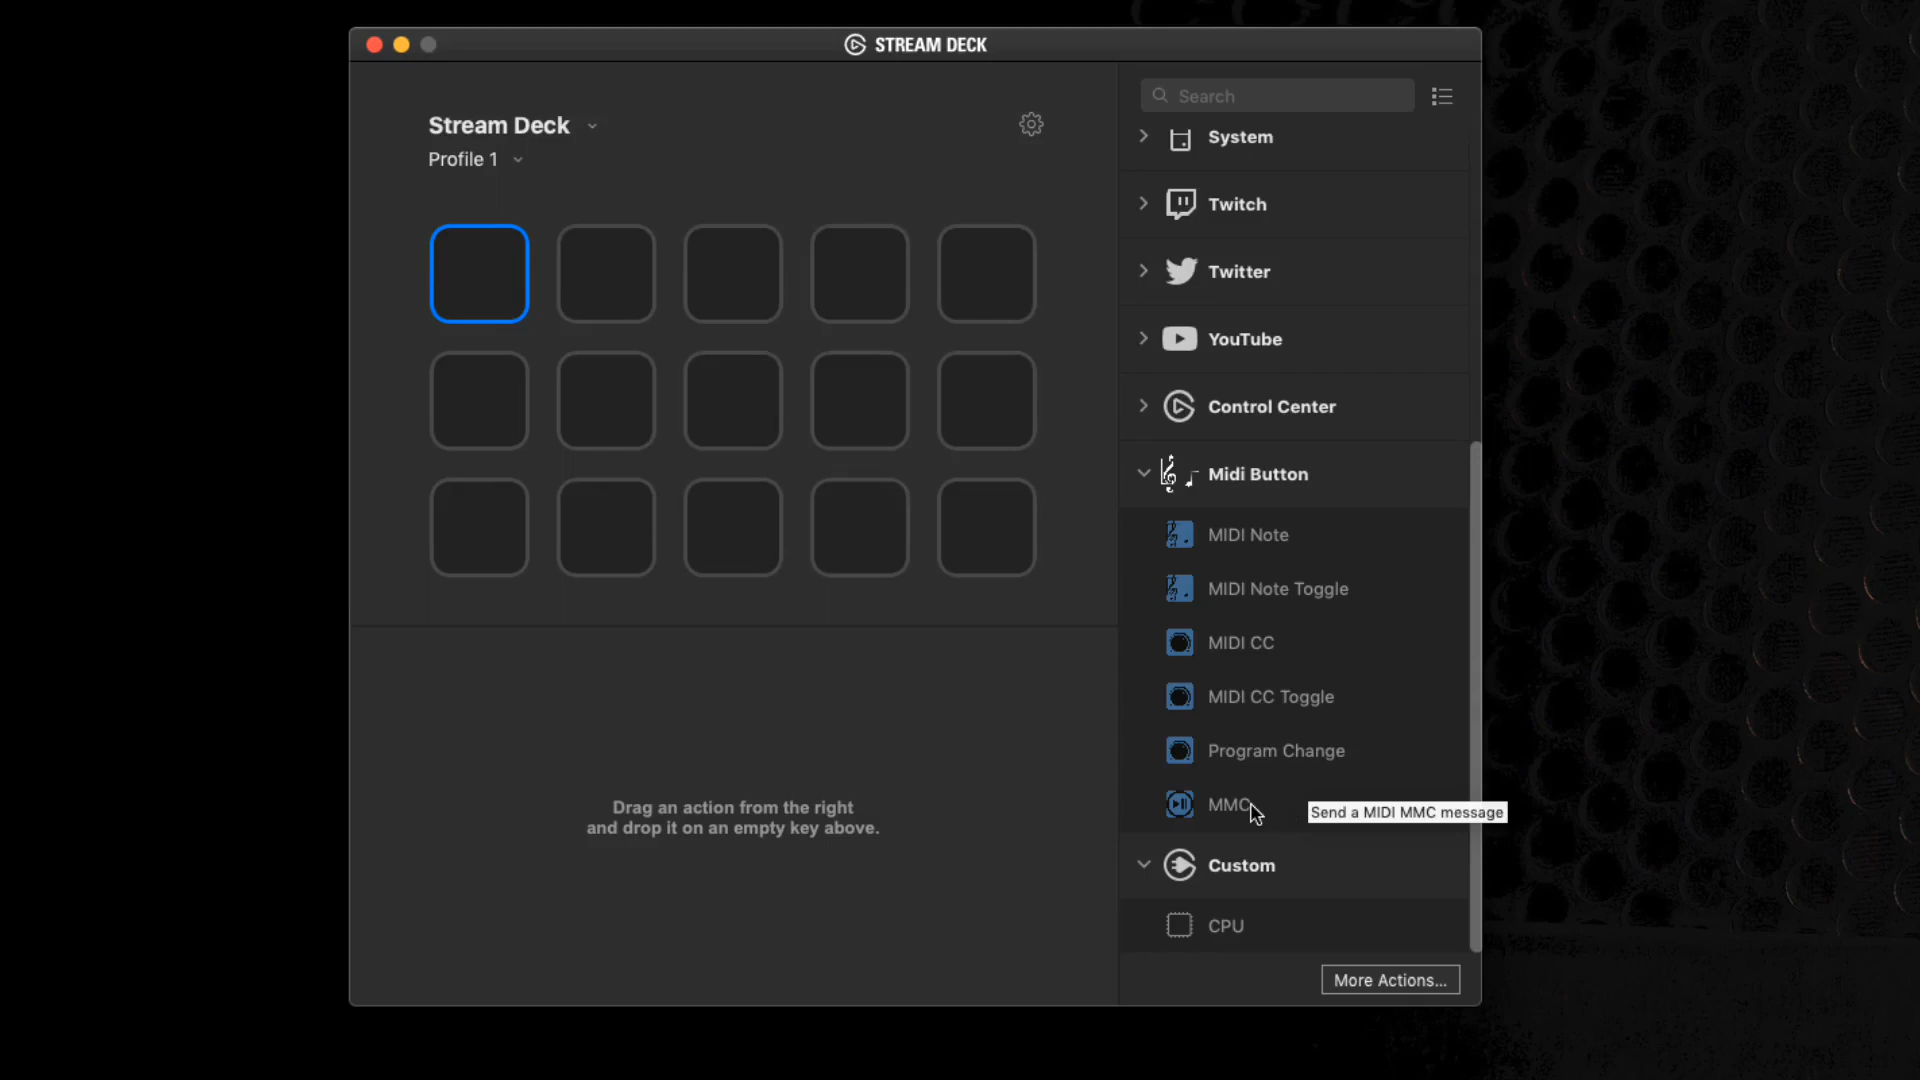 STREAM DECK
Stream Deck
Profile 1
Search
System
Twitch
Twitter
YouTube
Control Center
Midi Button
MIDI Note
MIDI Note Toggle
MIDI CC
MIDI CC Toggle
Program Change
MMC
Send a MIDI MMC message
Custom
CPU
More Actions...
Drag an action from the right
and drop it on an empty key above.